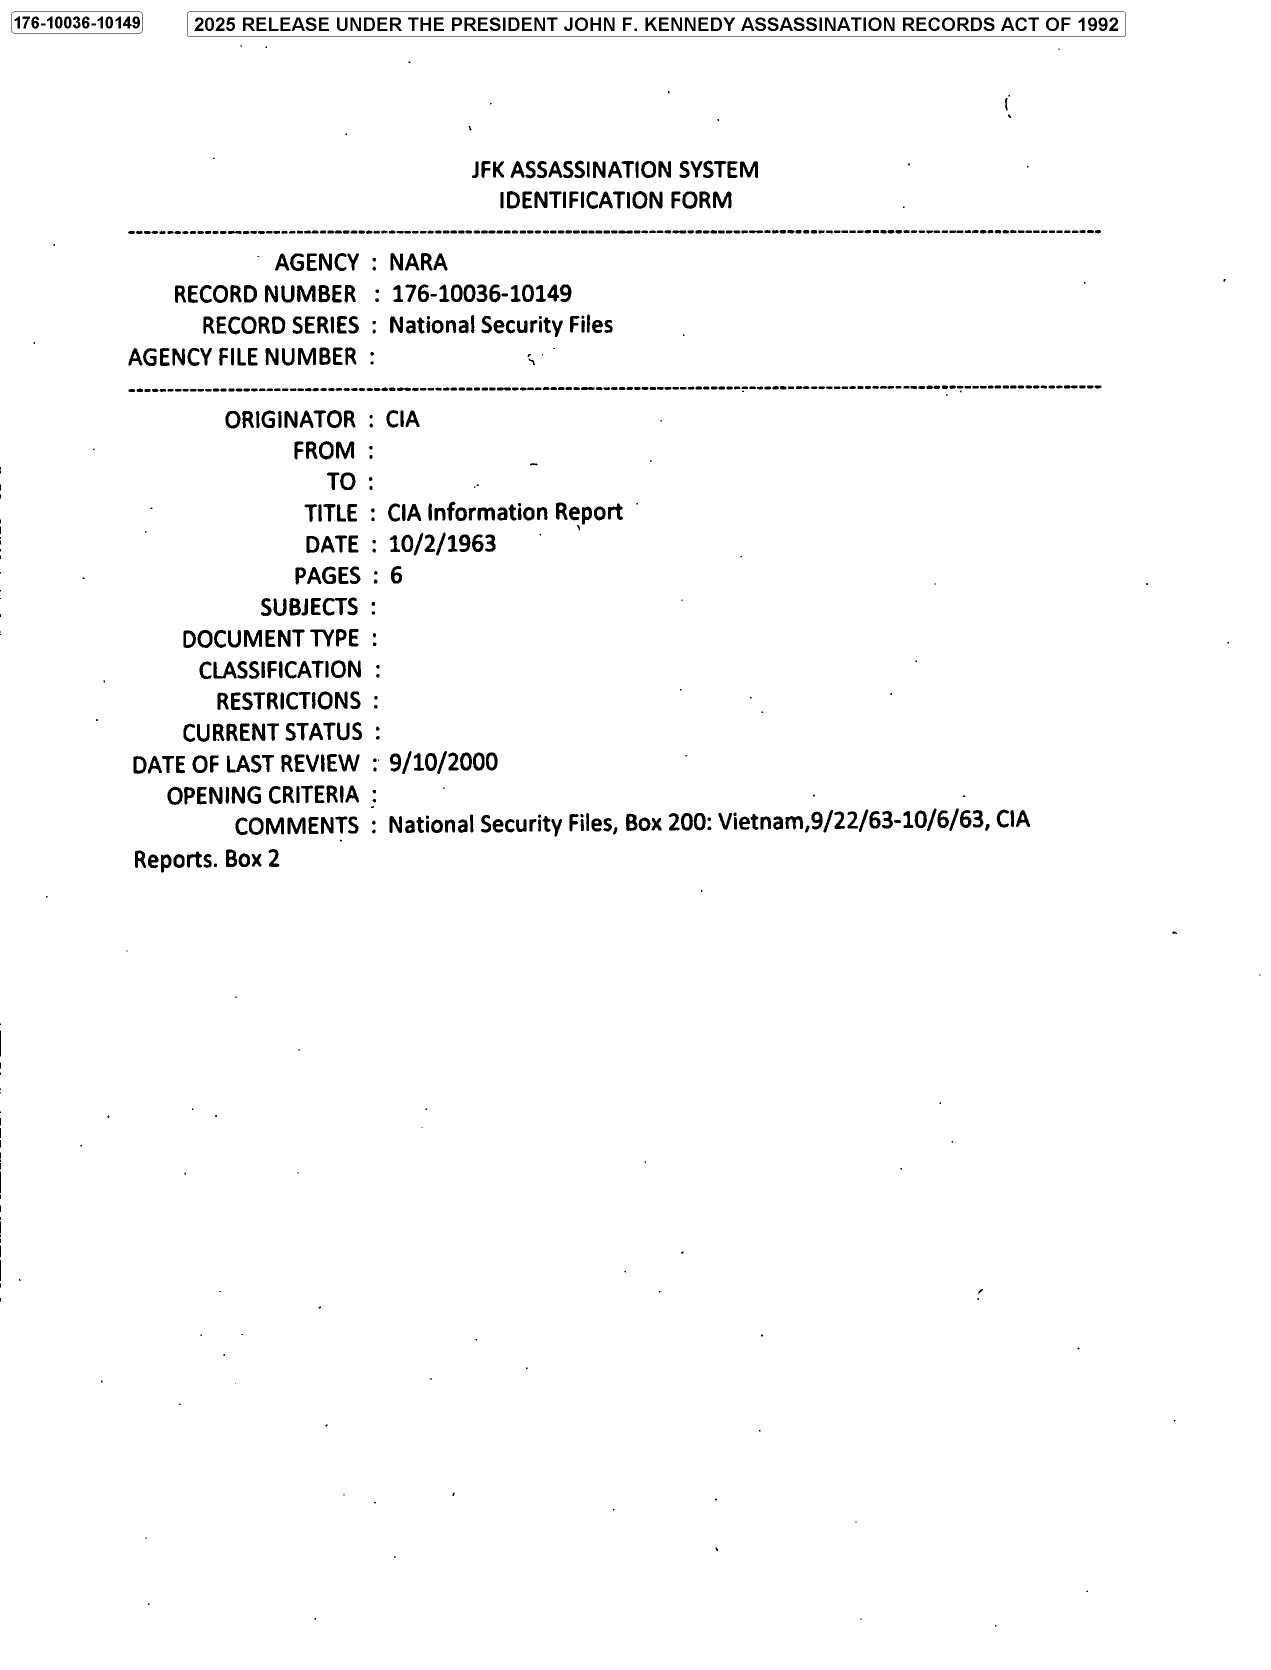 176-10036-10149
2025 RELEASE UNDER THE PRESIDENT JOHN F. KENNEDY ASSASSINATION RECORDS ACT OF 1992
JFK ASSASSINATION SYSTEM
IDENTIFICATION FORM
AGENCY : NARA
RECORD NUMBER : 176-10036-10149
RECORD SERIES : National Security Files
AGENCY FILE NUMBER :
ORIGINATOR : CIA
FROM :
TO :
TITLE : CIA Information Report
DATE : 10/2/1963
PAGES : 6
SUBJECTS :
DOCUMENT TYPE :
CLASSIFICATION :
RESTRICTIONS :
CURRENT STATUS :
DATE OF LAST REVIEW : 9/10/2000
OPENING CRITERIA :
COMMENTS : National Security Files, Box 200: Vietnam,9/22/63-10/6/63, CIA
Reports. Box 2